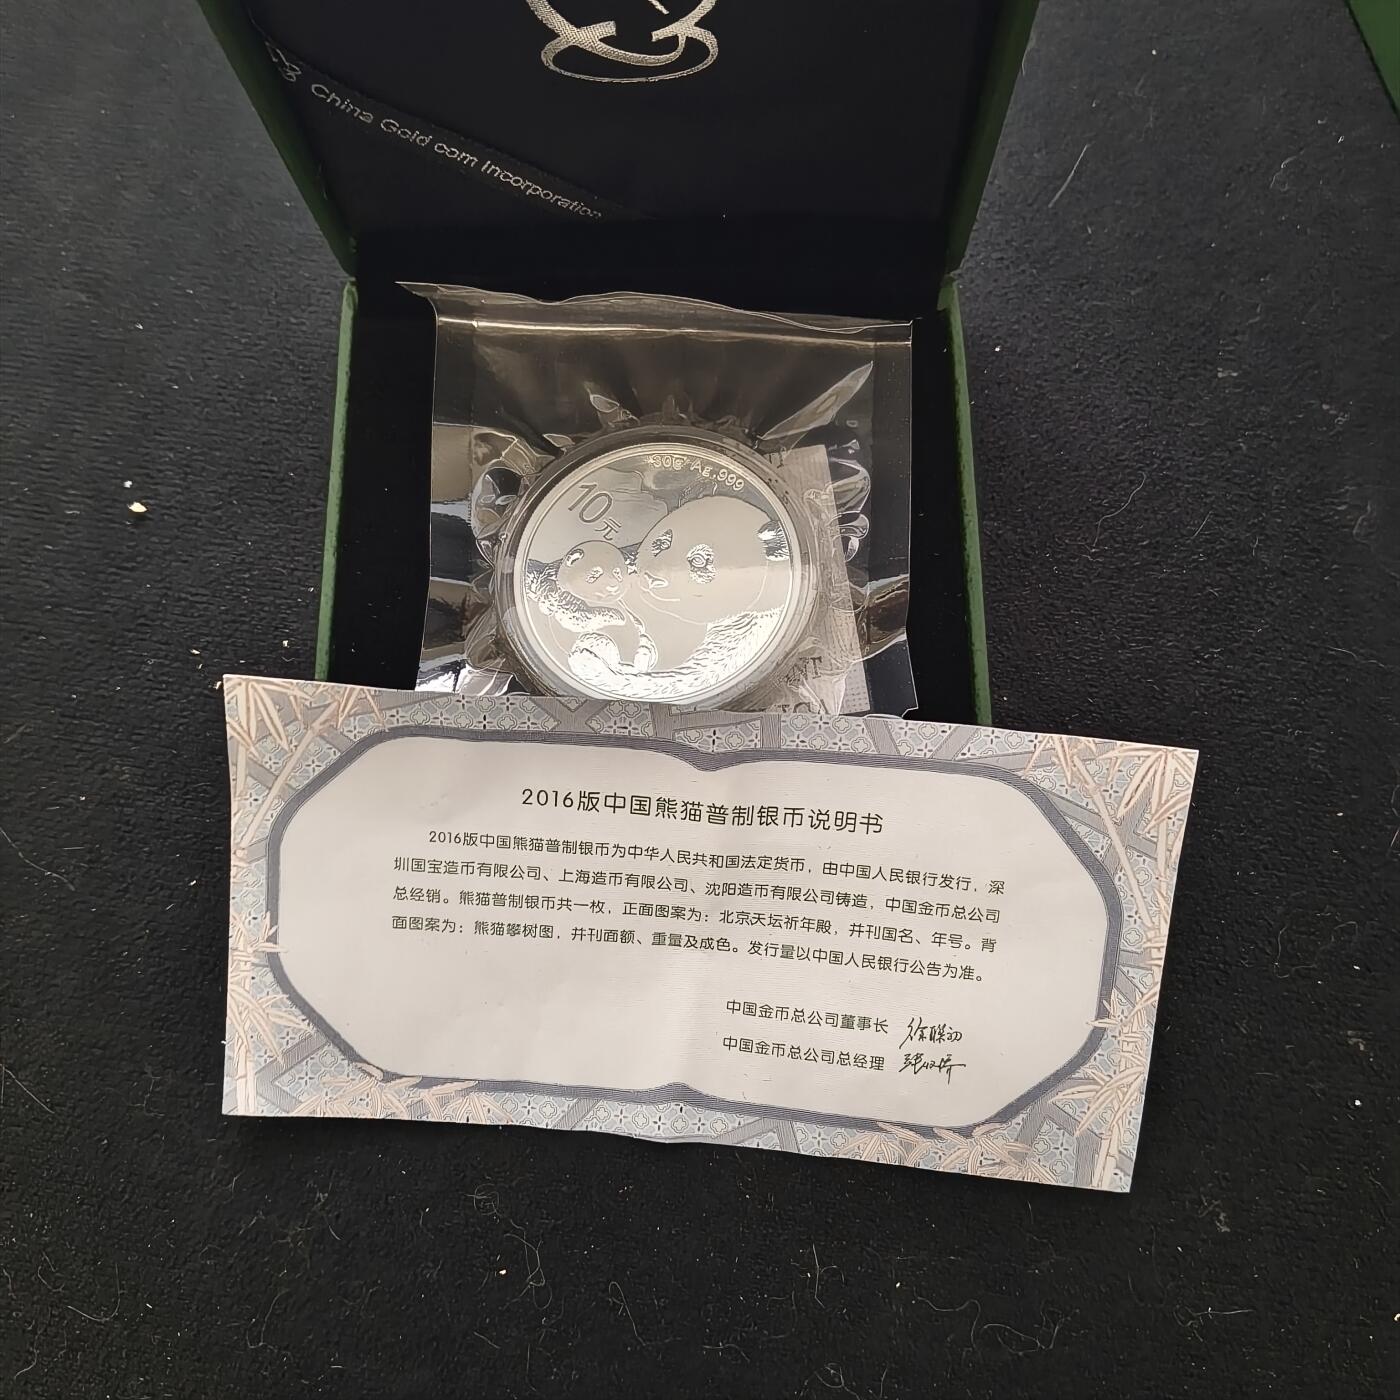 China Gold com Incorporation
30g Ag.999
10元
2016版中国熊猫普制银币说明书
2016版中国熊猫普制银币为中华人民共和国法定货币，由中国人民银行发行，深
圳国宝造币有限公司、上海造币有限公司、沈阳造币有限公司铸造，中国金币总公司
总经销。熊猫普制银币共一枚，正面图案为：北京天坛祈年殿，并刊国名、年号。背
面图案为：熊猫攀树图，并刊面额、重量及成色。发行量以中国人民银行公告为准。
中国金币总公司董事长
中国金币总公司总经理